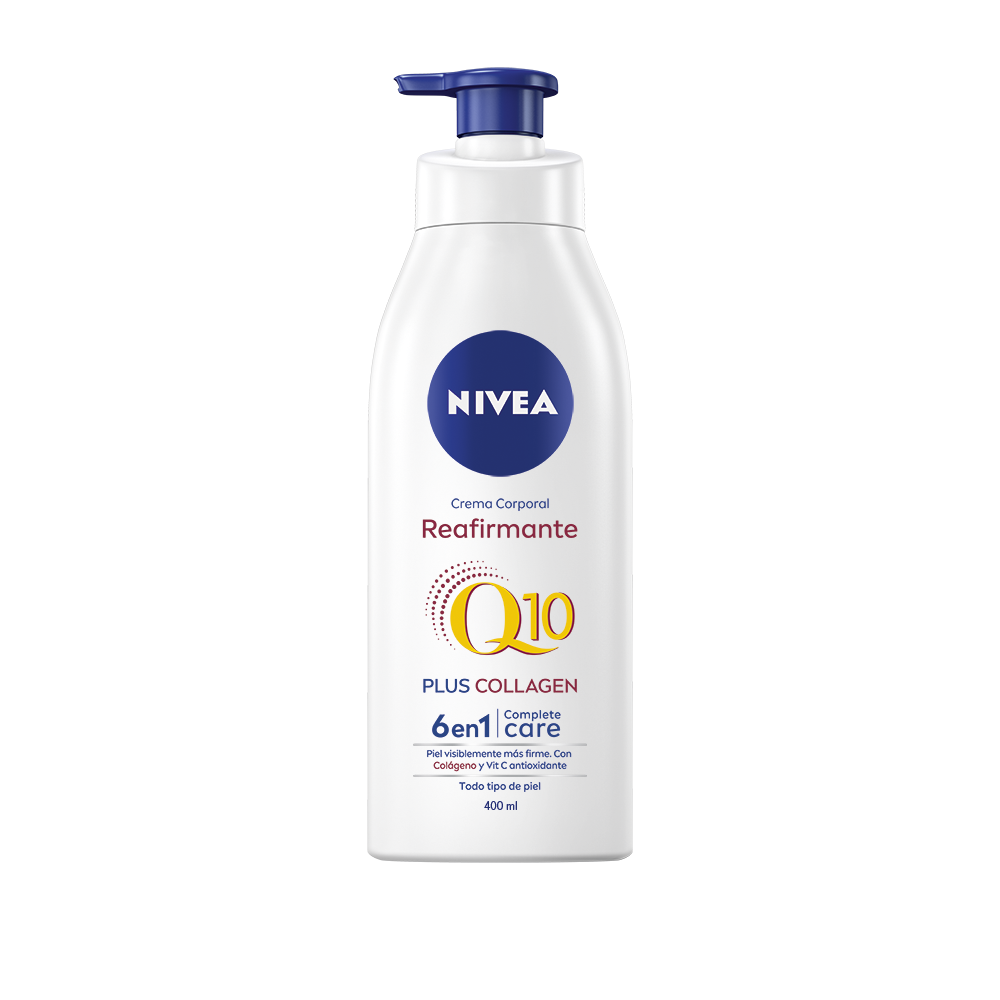 NIVEA
Crema Corporal
Reafirmante
Q10
PLUS COLLAGEN
6en1 | Complete care
Piel visiblemente más firme. Con
Colágeno y Vit C antioxidante
Todo tipo de piel
400 ml